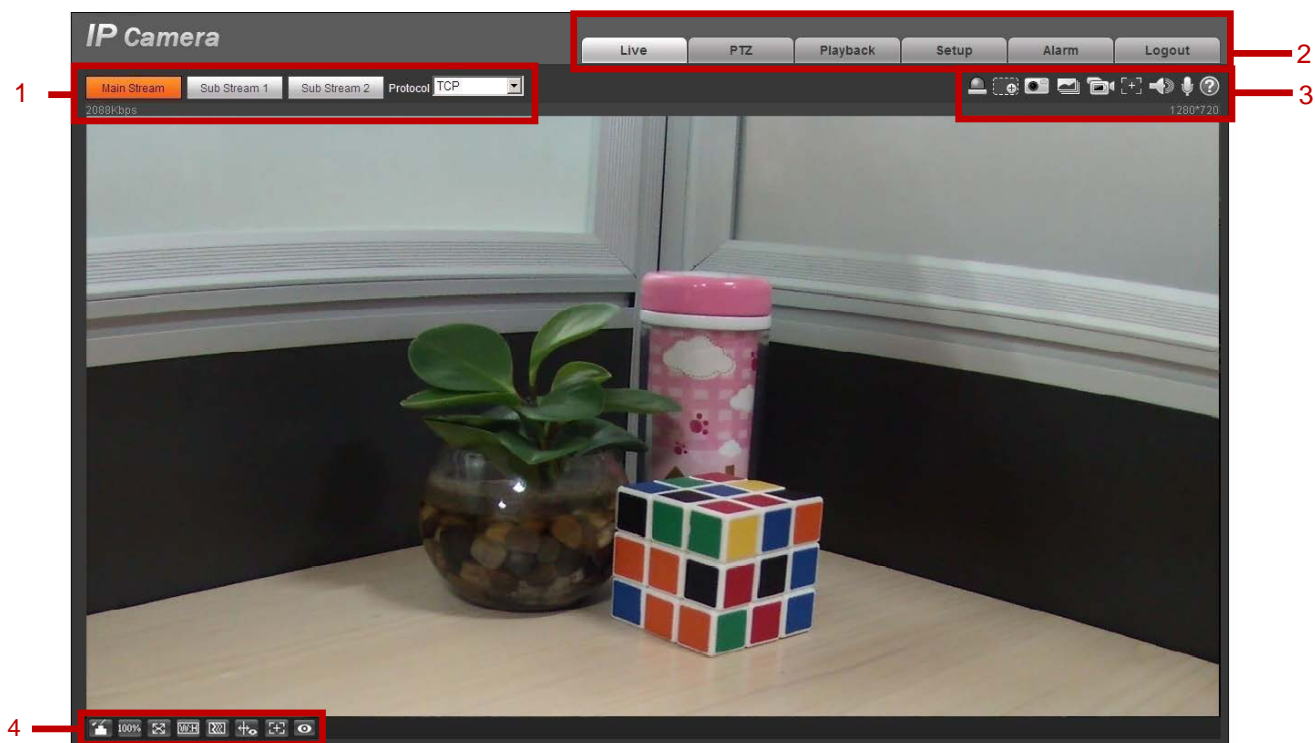 IP Camera
Live PTZ Playback Setup Alarm Logout
2
1
Main Stream Sub Stream 1 Sub Stream 2 Protocol TCP
3
2088Kbps
1280*720
4
100% W:H